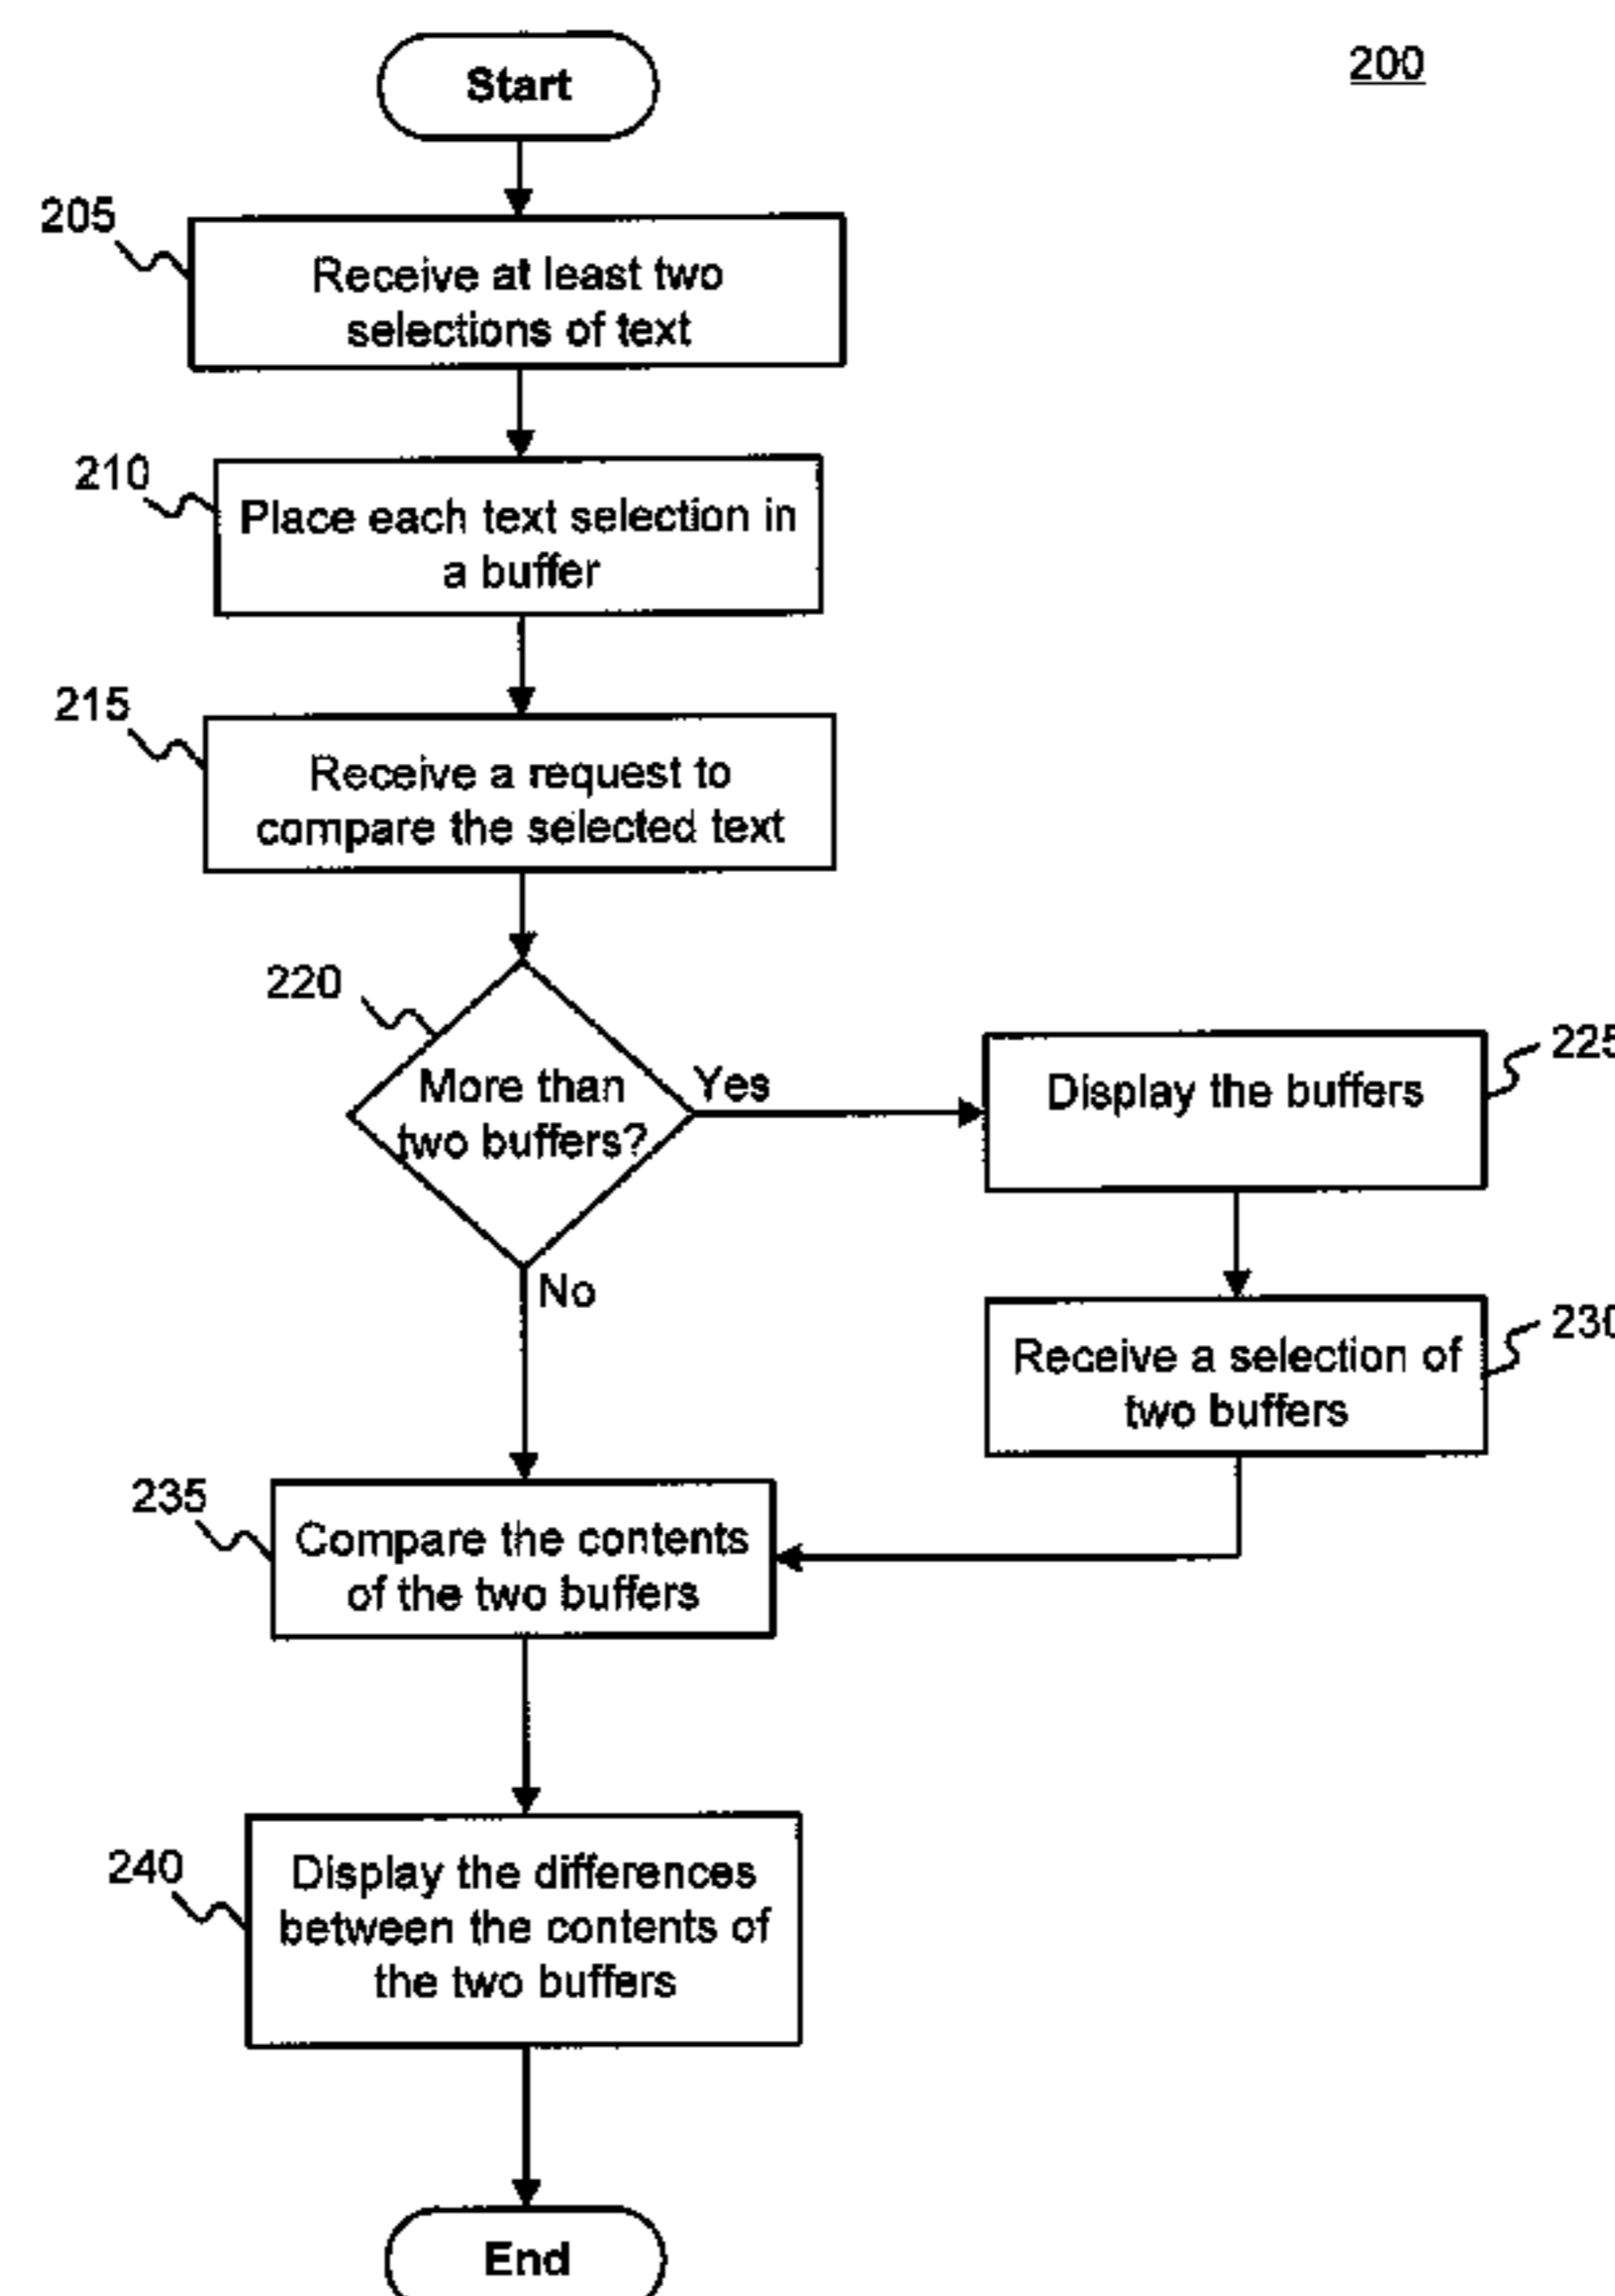 Start
200
205
Receive at least two
selections of text
210
Place each text selection in
a buffer
215
Receive a request to
compare the selected text
220
More than
two buffers?
Yes
No
Display the buffers
225
Receive a selection of
two buffers
230
235
Compare the contents
of the two buffers
240
Display the differences
between the contents of
the two buffers
End